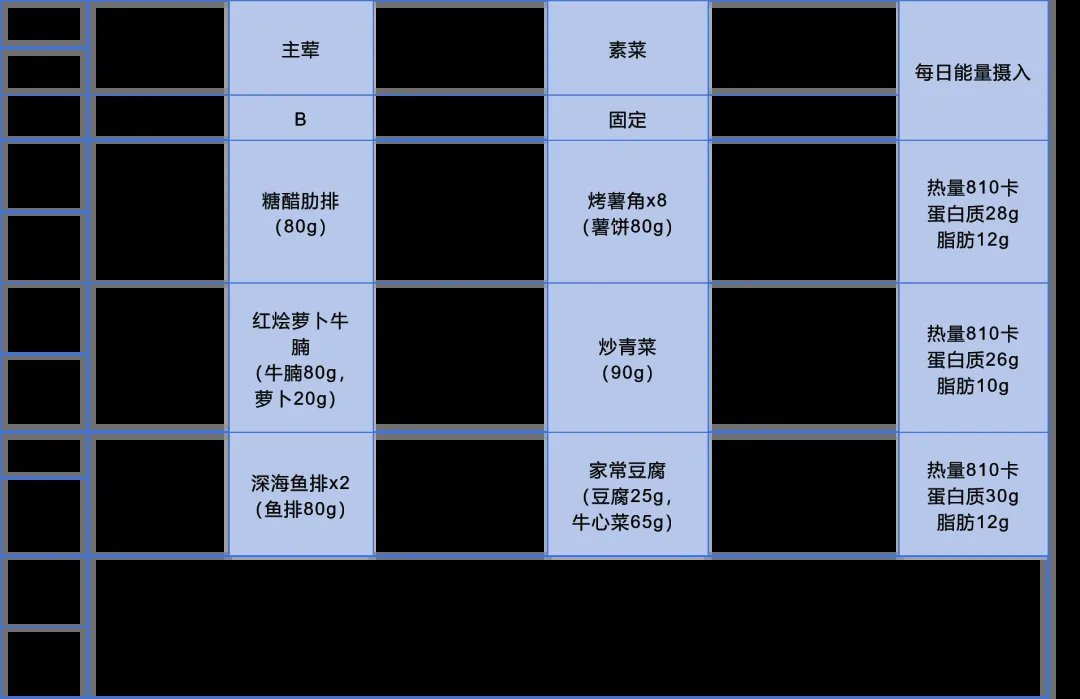 主荤
素菜
每日能量摄入
B
固定
糖醋肋排
(80g)
烤薯角x8
(薯饼80g)
热量810卡
蛋白质28g
脂肪12g
红烩萝卜牛
腩
(牛腩80g,
萝卜20g)
炒青菜
(90g)
热量810卡
蛋白质26g
脂肪10g
深海鱼排x2
(鱼排80g)
家常豆腐
(豆腐25g,
牛心菜65g)
热量810卡
蛋白质30g
脂肪12g